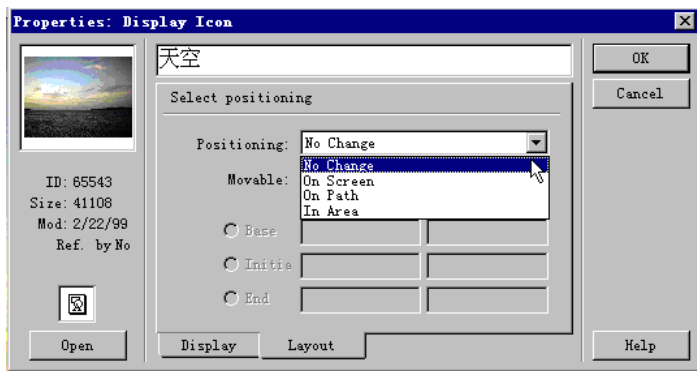 Properties: Display Icon
天空
OK
Cancel
Select positioning
Positioning: No Change
No Change
On Screen
On Path
In Area
Movable:
ID: 65543
Size: 41108
Mod: 2/22/99
Ref. by No
Base
Initia
End
Open
Display
Layout
Help